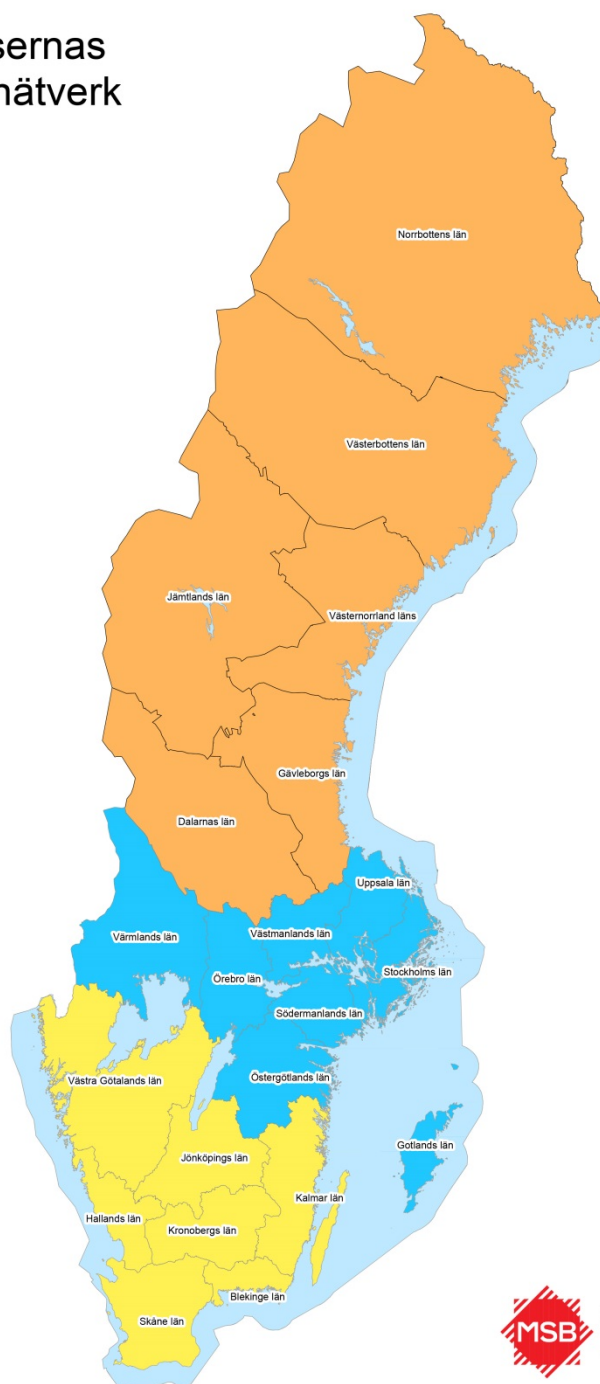 sernas
nätverk
Norrbottens län
Västerbottens län
Jämtlands län
Västernorrland läns
Gävleborgs län
Dalarnas län
Uppsala län
Värmlands län
Västmanlands län
Stockholms län
Örebro län
Södermanlands län
Östergötlands län
Västra Götalands län
Gotlands län
Jönköpings län
Kalmar län
Hallands län
Kronobergs län
Blekinge län
Skåne län
MSB